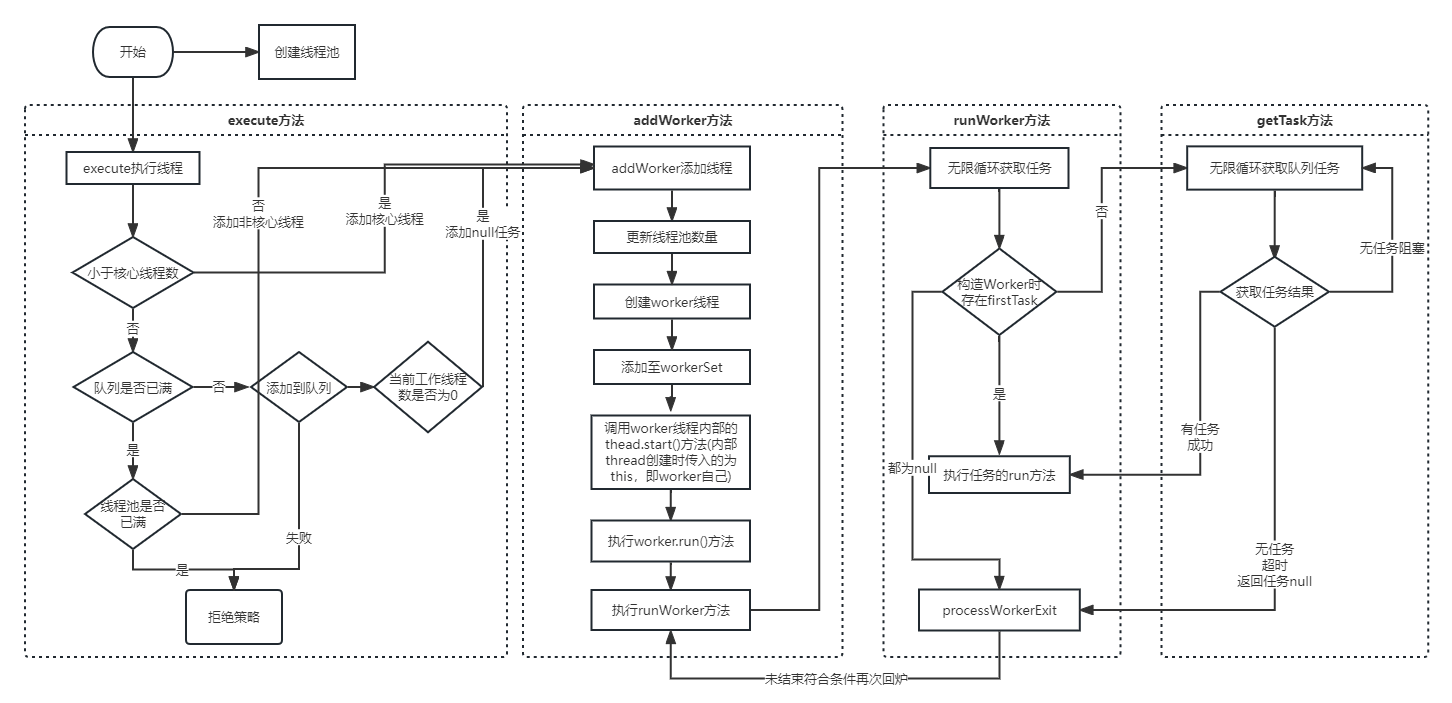 开始
创建线程池
execute方法
execute执行线程
小于核心线程数
否
队列是否已满
是
线程池是否
已满
是
拒绝策略
否
添加到队列
失败
当前工作线程
数是否为0
否
添加非核心线程
是
添加核心线程
是
添加null任务
addWorker方法
addWorker添加线程
更新线程池数量
创建worker线程
添加至workerSet
调用worker线程内部的
thead.start()方法(内部
thread创建时传入的为
this，即worker自己)
执行worker.run()方法
执行runWorker方法
runWorker方法
无限循环获取任务
构造Worker时
存在firstTask
否
是
都为null
执行任务的run方法
processWorkerExit
未结束符合条件再次回炉
getTask方法
无限循环获取队列任务
无任务阻塞
获取任务结果
有任务
成功
无任务
超时
返回任务null